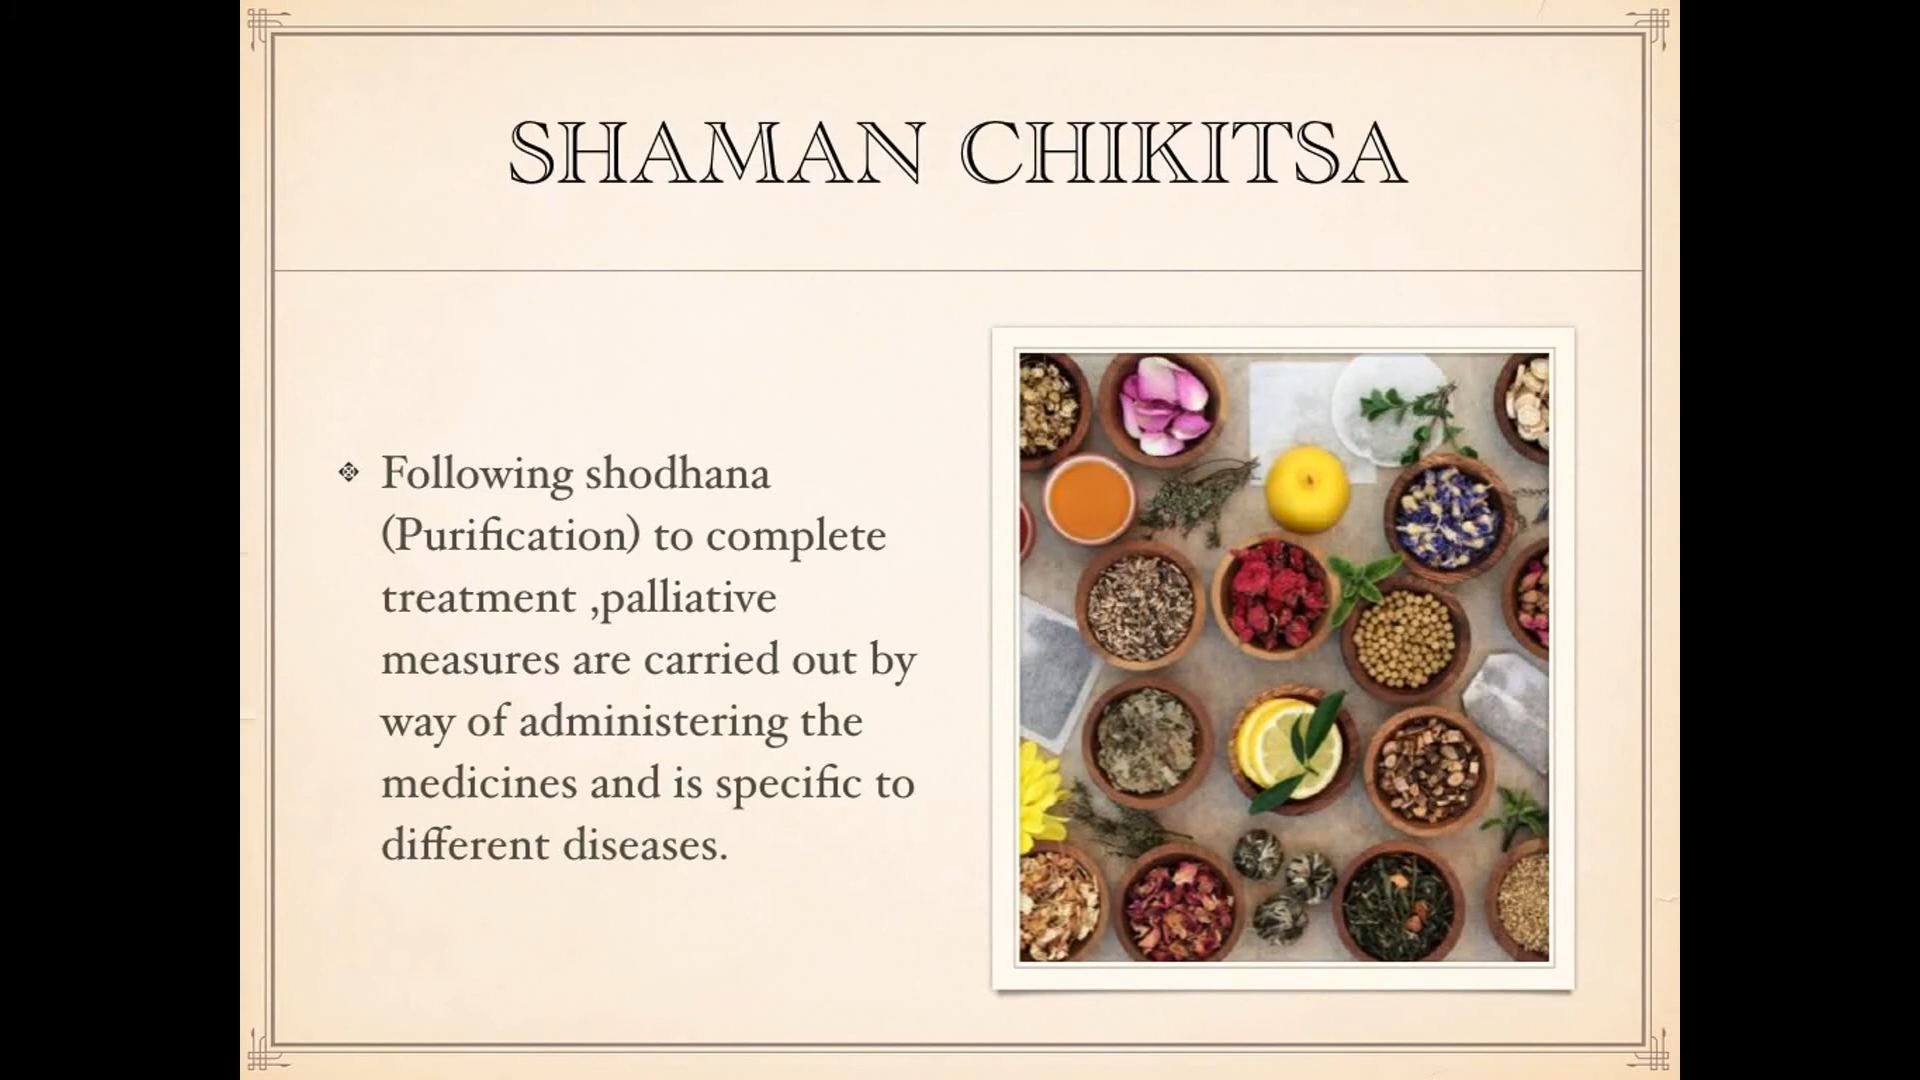 SHAMAN CHIKITSA
Following shodhana
(Purification) to complete
treatment ,palliative
measures are carried out by
way of administering the
medicines and is specific to
different diseases.